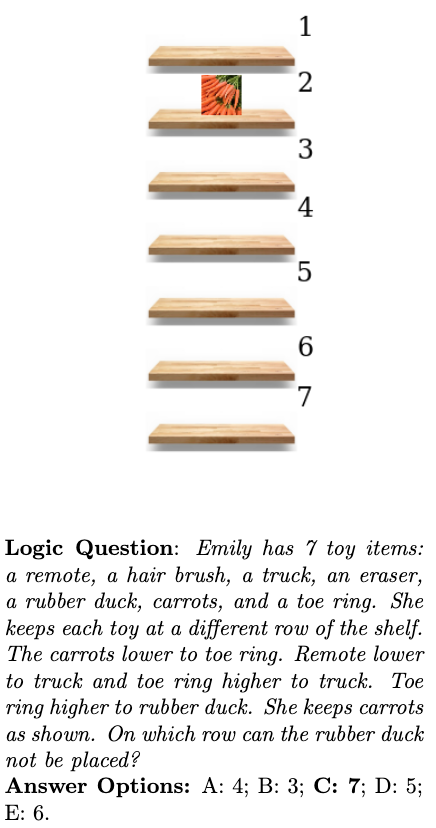 1
2
3
4
5
6
7
Logic Question: Emily has 7 toy items:
a remote, a hair brush, a truck, an eraser,
a rubber duck, carrots, and a toe ring. She
keeps each toy at a different row of the shelf.
The carrots lower to toe ring. Remote lower
to truck and toe ring higher to truck. Toe
ring higher to rubber duck. She keeps carrots
as shown. On which row can the rubber duck
not be placed?
Answer Options: A: 4; B: 3; C: 7; D: 5;
E: 6.